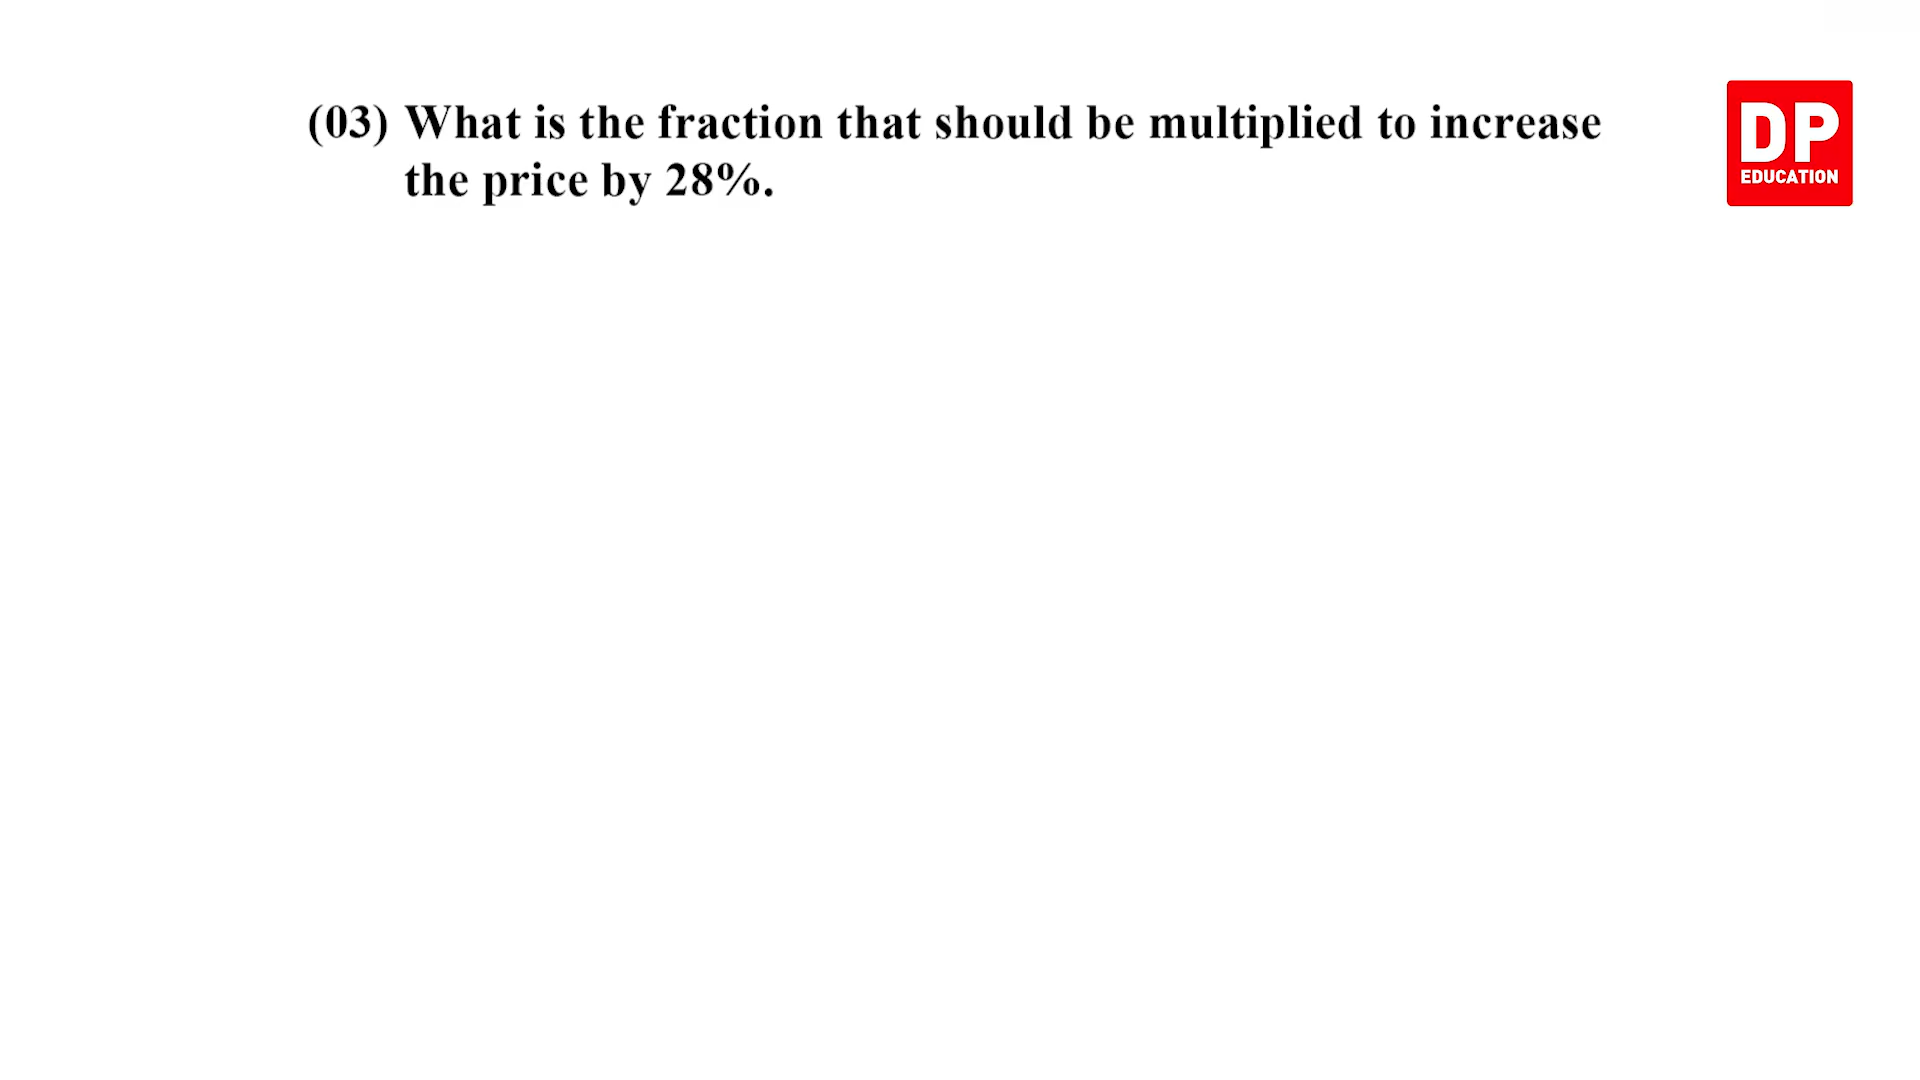 (03) What is the fraction that should be multiplied to increase
the price by 28%.
DP
EDUCATION